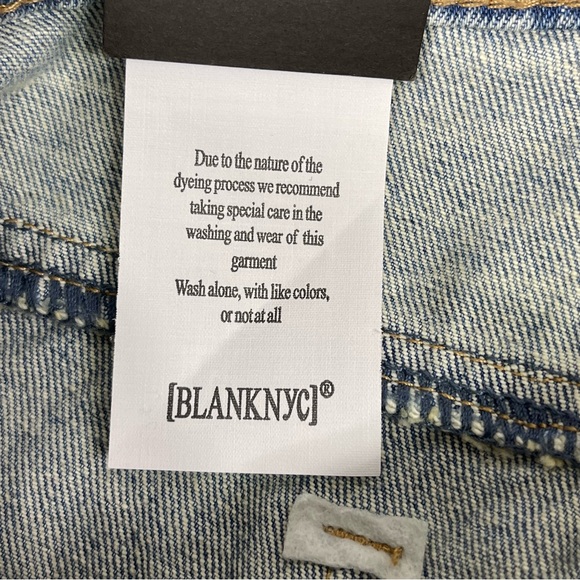 Due to the nature of the
dyeing process we recommend
taking special care in the
washing and wear of this
garment
Wash alone, with like colors,
or not at all
[BLANKNYC]®